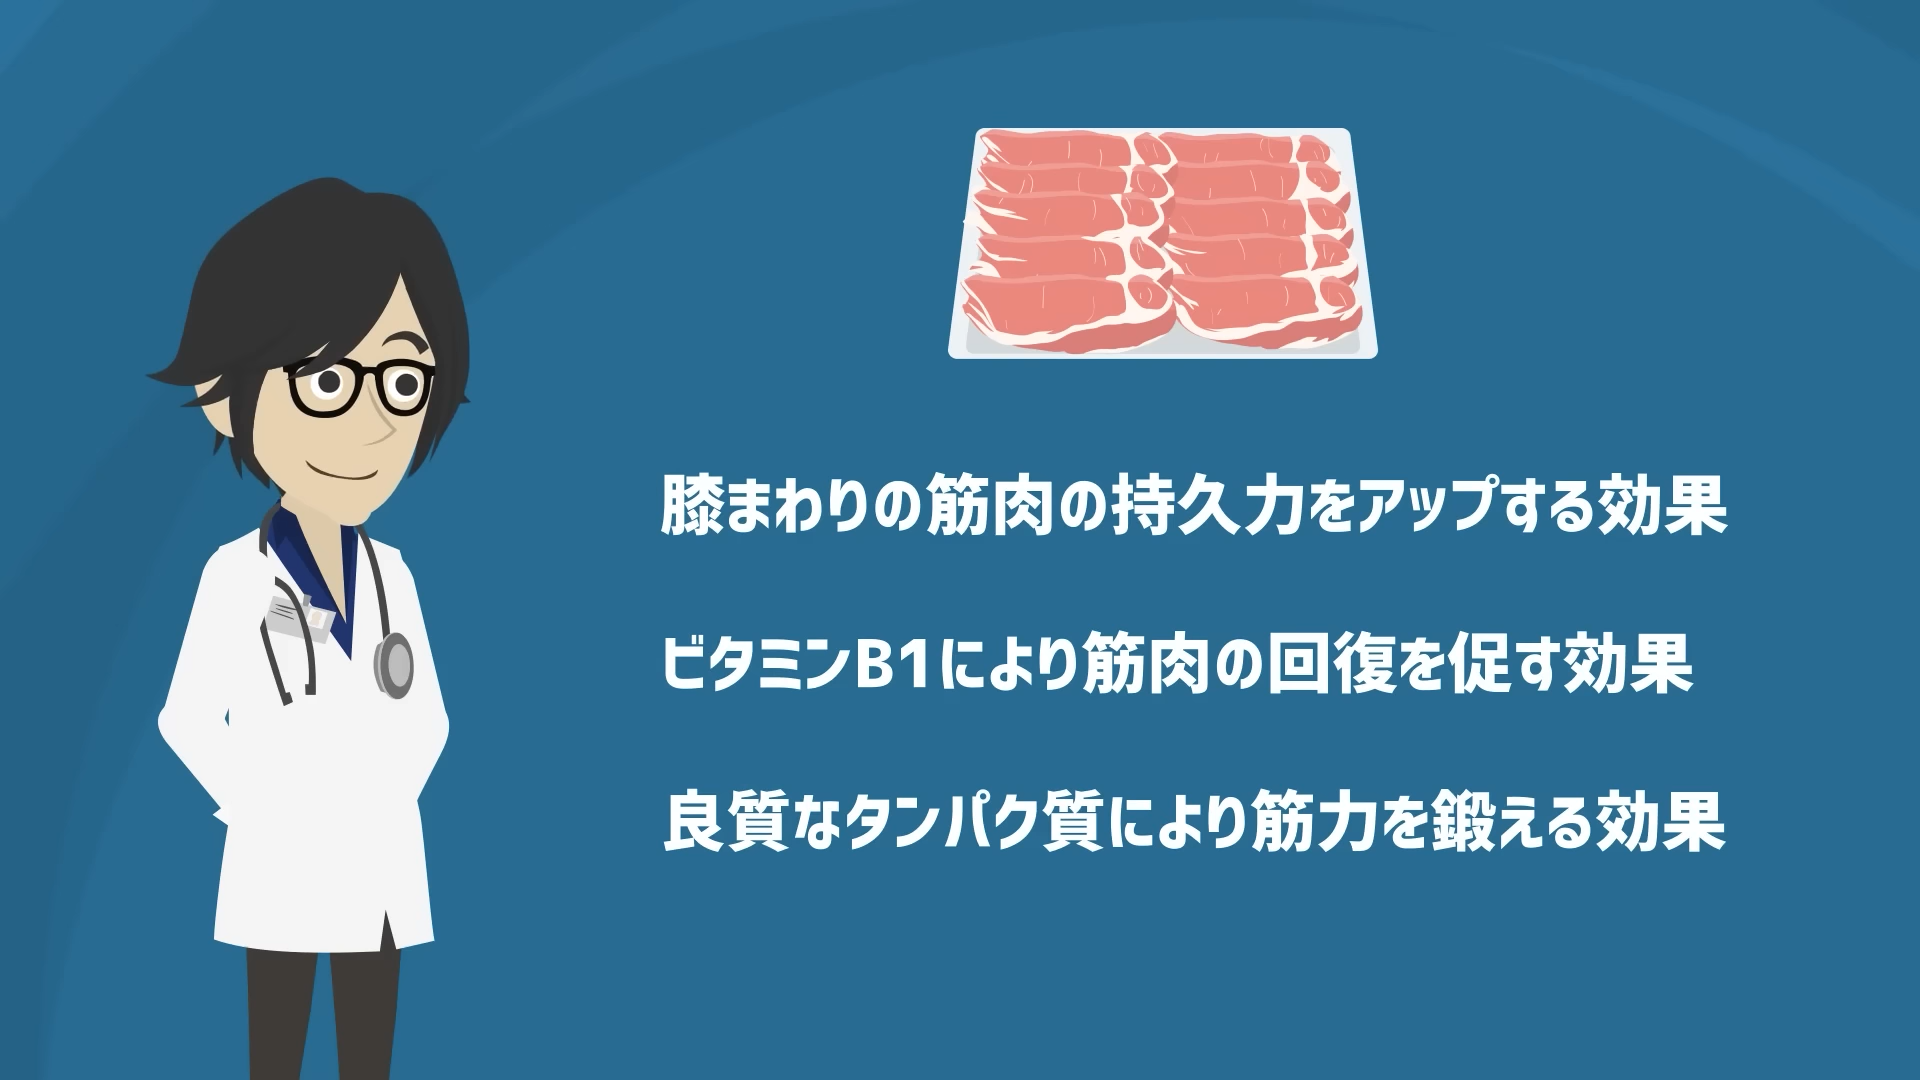 膝まわりの筋肉の持久力をアップする効果
ビタミンB1により筋肉の回復を促す効果
良質なタンパク質により筋力を鍛える効果